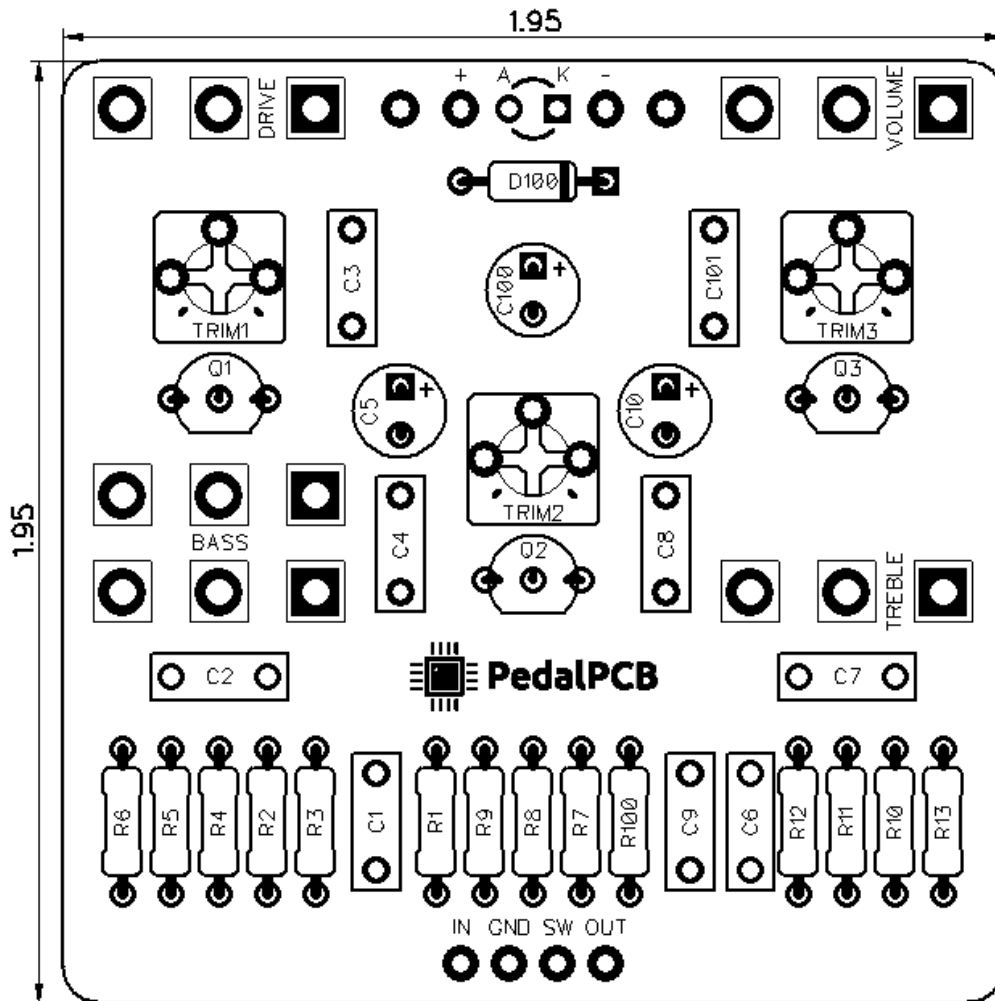 1.95
+ A K -
DRIVE
VOLUME
D100
C3
C100 +
C101
TRIM1
TRIM3
Q1
Q3
C5 +
C10 +
1.95
TRIM2
BASS
C4
Q2
C8
TREBLE
C2
PedalPCB
C7
R6 R5 R4 R2 R3 C1 R1 R9 R8 R7 R100 C9 C6 R12 R11 R10 R13
IN GND SW OUT